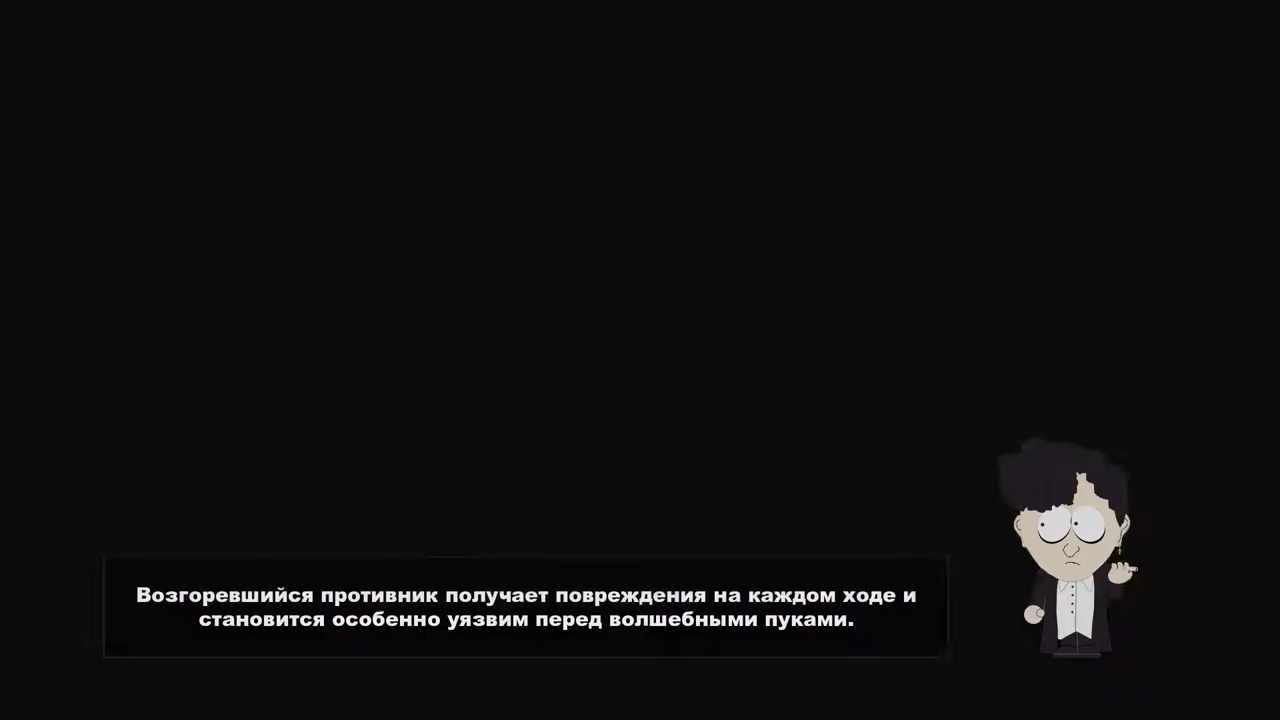 Возгоревшийся противник получает повреждения на каждом ходе и
становится особенно уязвим перед волшебными пуками.